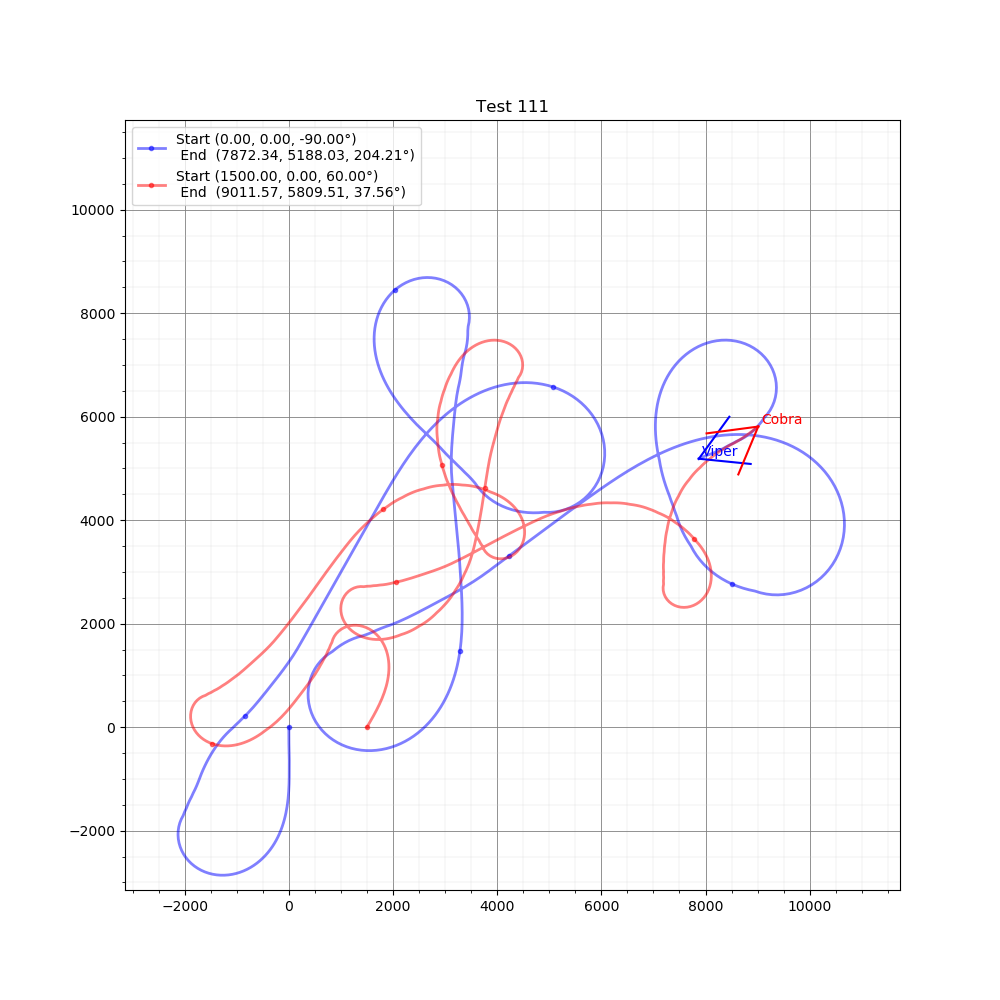 Test 111
Start (0.00, 0.00, -90.00°)
End (7872.34, 5188.03, 204.21°)
Start (1500.00, 0.00, 60.00°)
End (9011.57, 5809.51, 37.56°)
10000
8000
6000
4000
2000
0
−2000
Cobra
Viper
−2000 0 2000 4000 6000 8000 10000